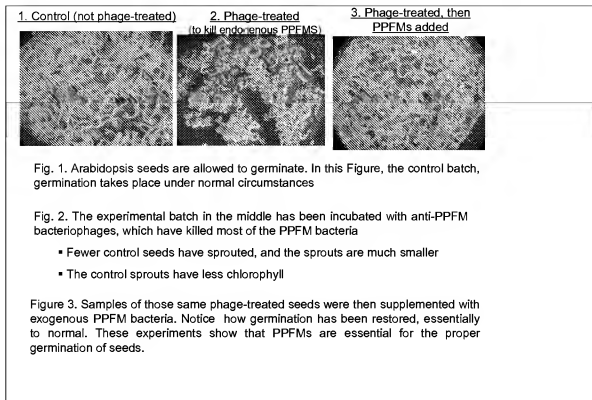 1. Control (not phage-treated)
2. Phage-treated
(to kill endogenous PPFMS)
3. Phage-treated, then
PPFMs added
Fig. 1. Arabidopsis seeds are allowed to germinate. In this Figure, the control batch,
germination takes place under normal circumstances
Fig. 2. The experimental batch in the middle has been incubated with anti-PPFM
bacteriophages, which have killed most of the PPFM bacteria
▪ Fewer control seeds have sprouted, and the sprouts are much smaller
▪ The control sprouts have less chlorophyll
Figure 3. Samples of those same phage-treated seeds were then supplemented with
exogenous PPFM bacteria. Notice how germination has been restored, essentially
to normal. These experiments show that PPFMs are essential for the proper
germination of seeds.